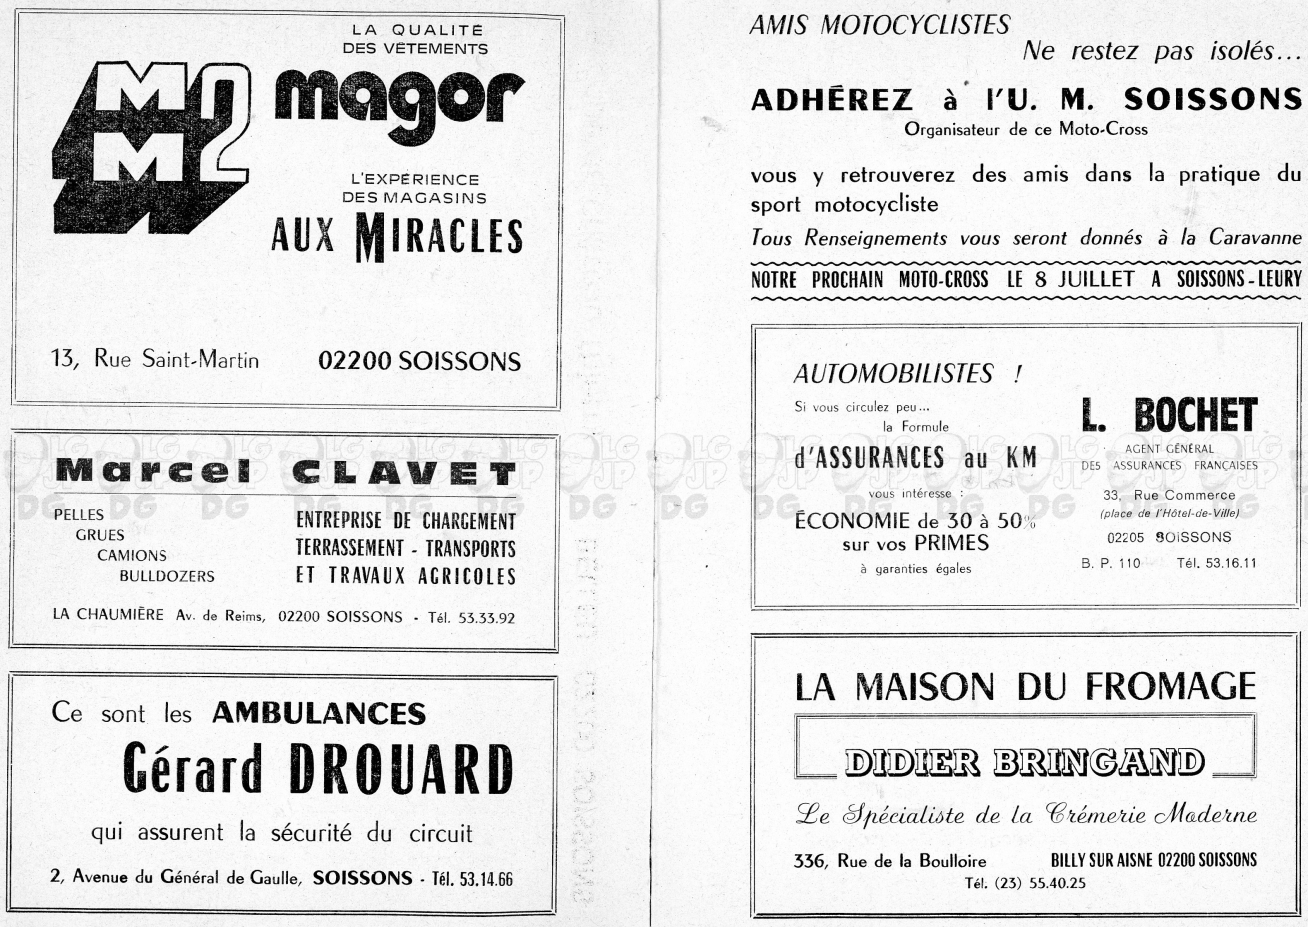 LA QUALITÉ
DES VÊTEMENTS
MM2
magor
L'EXPÉRIENCE
DES MAGASINS
AUX MIRACLES
13, Rue Saint-Martin 02200 SOISSONS
Marcel CLAVET
PELLES
GRUES
CAMIONS
BULLDOZERS
ENTREPRISE DE CHARGEMENT
TERRASSEMENT - TRANSPORTS
ET TRAVAUX AGRICOLES
LA CHAUMIÈRE Av. de Reims, 02200 SOISSONS - Tél. 53.33.92
Ce sont les AMBULANCES
Gérard DROUARD
qui assurent la sécurité du circuit
2, Avenue du Général de Gaulle, SOISSONS - Tél. 53.14.66
AMIS MOTOCYCLISTES
Ne restez pas isolés...
ADHÉREZ à l'U. M. SOISSONS
Organisateur de ce Moto-Cross
vous y retrouverez des amis dans la pratique du
sport motocycliste
Tous Renseignements vous seront donnés à la Caravanne
NOTRE PROCHAIN MOTO-CROSS LE 8 JUILLET A SOISSONS-LEURY
AUTOMOBILISTES !
Si vous circulez peu...
la Formule
d'ASSURANCES au KM
vous intéresse :
ÉCONOMIE de 30 à 50%
sur vos PRIMES
à garanties égales
L. BOCHET
AGENT GÉNÉRAL
DES ASSURANCES FRANÇAISES
33, Rue Commerce
(place de l'Hôtel-de-Ville)
02205 SOISSONS
B. P. 110 Tél. 53.16.11
LA MAISON DU FROMAGE
DIDIER BRINGAND
Le Spécialiste de la Crémerie Moderne
336, Rue de la Boulloire BILLY SUR AISNE 02200 SOISSONS
Tél. (23) 55.40.25